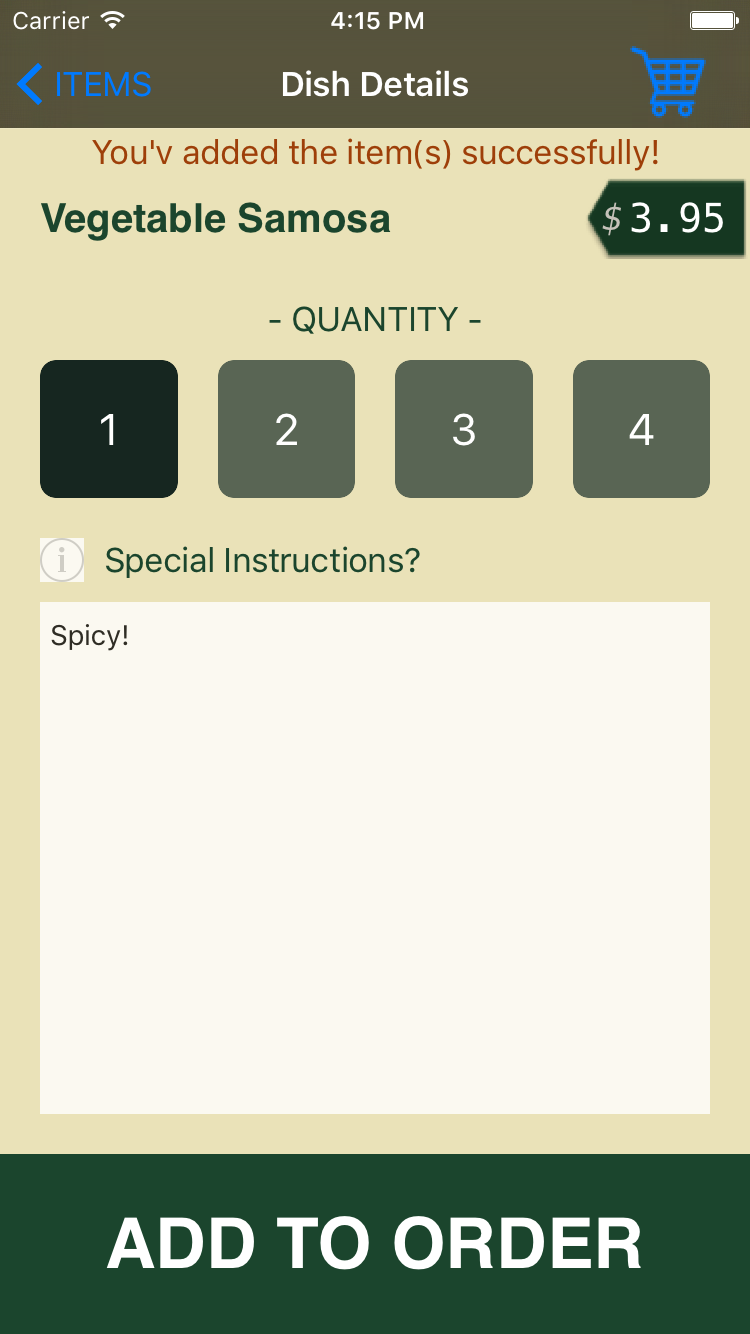 Carrier 4:15 PM
ITEMS Dish Details
You'v added the item(s) successfully!
Vegetable Samosa $3.95
- QUANTITY -
1 2 3 4
i Special Instructions?
Spicy!
ADD TO ORDER